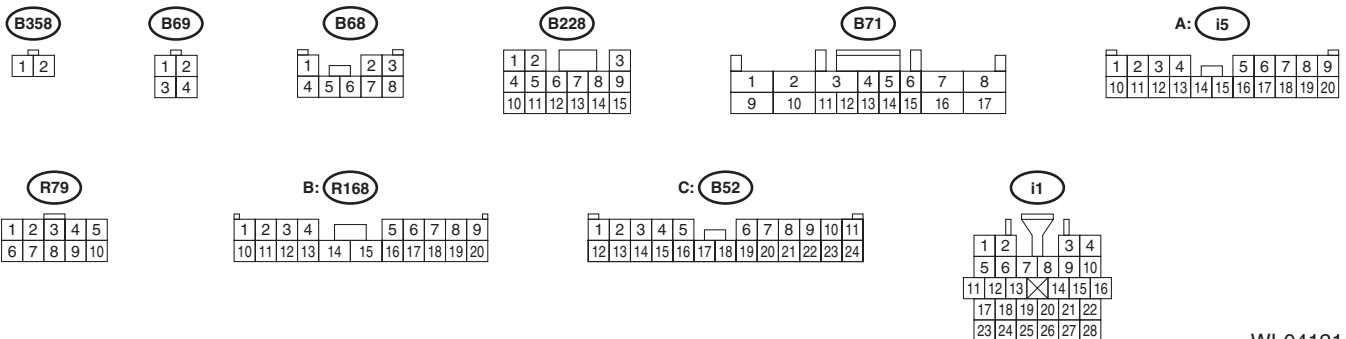 B358 B69 B68 B228 B71 A: i5
1 2
1 2
3 4
1 2 3
4 5 6 7 8
1 2 3
4 5 6 7 8 9
10 11 12 13 14 15
1 2 3 4 5 6 7 8
9 10 11 12 13 14 15 16 17
1 2 3 4 5 6 7 8 9
10 11 12 13 14 15 16 17 18 19 20
R79 B: R168 C: B52 i1
1 2 3 4 5
6 7 8 9 10
1 2 3 4 5 6 7 8 9
10 11 12 13 14 15 16 17 18 19 20
1 2 3 4 5 6 7 8 9 10 11
12 13 14 15 16 17 18 19 20 21 22 23 24
1 2 3 4
5 6 7 8 9 10
11 12 13 14 15 16
17 18 19 20 21 22
23 24 25 26 27 28